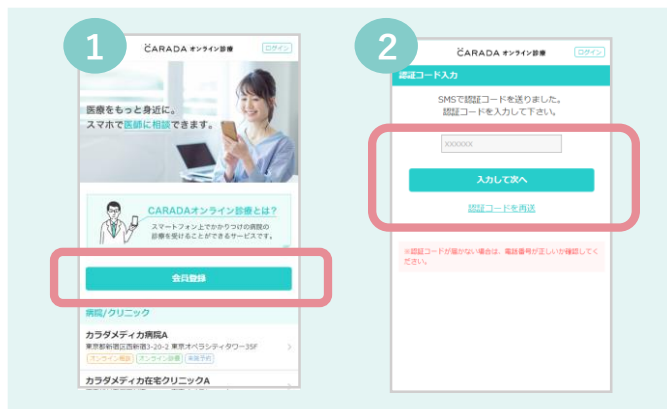 1
CARADA オンライン診療
ログイン
医療をもっと身近に。
スマホで医師に相談できます。
CARADAオンライン診療とは？
スマートフォン上でかかりつけの病院の
診療を受けることができるサービスです。
会員登録
病院/クリニック
カラダメディカ病院A
東京都新宿区西新宿3-20-2 東京オペラシティタワー35F
オンライン相談 オンライン診療 来院予約
カラダメディカ在宅クリニックA
2
CARADA オンライン診療
ログイン
認証コード入力
SMSで認証コードを送りました。
認証コードを入力して下さい。
xxxxxx
入力して次へ
認証コードを再送
※認証コードが届かない場合は、電話番号が正しいか確認してく
ださい。